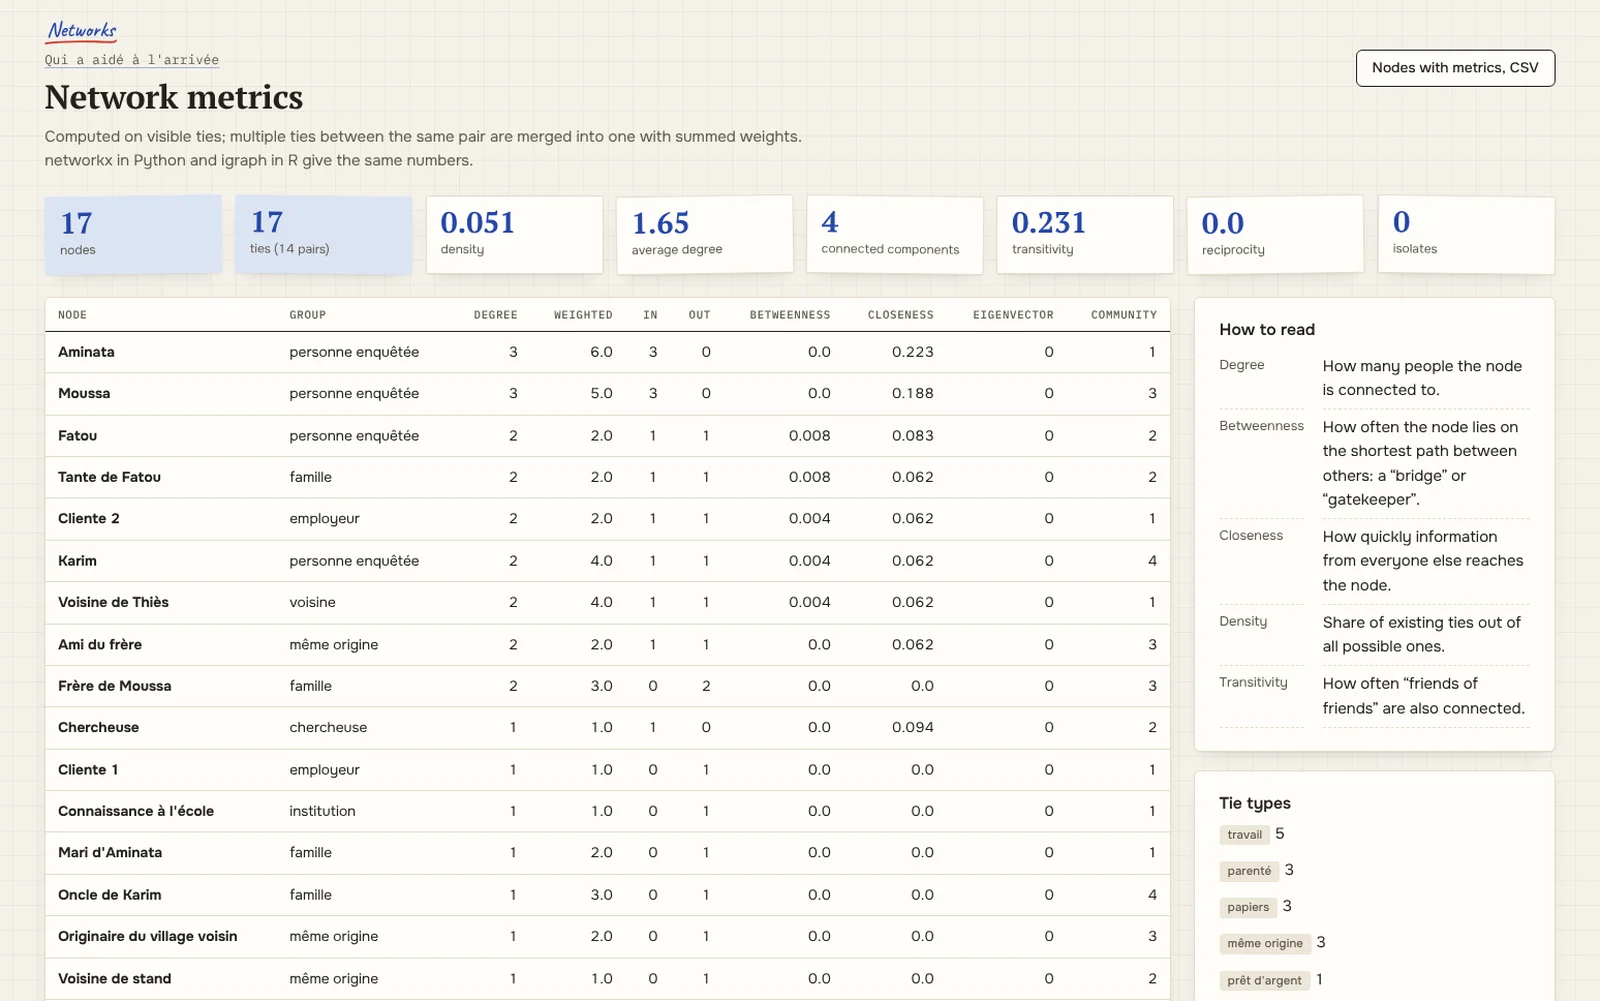 Networks
Qui a aidé à l'arrivée
Network metrics
Nodes with metrics, CSV
Computed on visible ties; multiple ties between the same pair are merged into one with summed weights.
networkx in Python and igraph in R give the same numbers.
17
nodes
17
ties (14 pairs)
0.051
density
1.65
average degree
4
connected components
0.231
transitivity
0.0
reciprocity
0
isolates
NODE GROUP DEGREE WEIGHTED IN OUT BETWEENNESS CLOSENESS EIGENVECTOR COMMUNITY
Aminata personne enquêtée 3 6.0 3 0 0.0 0.223 0 1
Moussa personne enquêtée 3 5.0 3 0 0.0 0.188 0 3
Fatou personne enquêtée 2 2.0 1 1 0.008 0.083 0 2
Tante de Fatou famille 2 2.0 1 1 0.008 0.062 0 2
Cliente 2 employeur 2 2.0 1 1 0.004 0.062 0 1
Karim personne enquêtée 2 4.0 1 1 0.004 0.062 0 4
Voisine de Thiès voisine 2 4.0 1 1 0.004 0.062 0 1
Ami du frère même origine 2 2.0 1 1 0.0 0.062 0 3
Frère de Moussa famille 2 3.0 0 2 0.0 0.0 0 3
Chercheuse chercheuse 1 1.0 1 0 0.0 0.094 0 2
Cliente 1 employeur 1 1.0 0 1 0.0 0.0 0 1
Connaissance à l'école institution 1 1.0 0 1 0.0 0.0 0 1
Mari d'Aminata famille 1 2.0 0 1 0.0 0.0 0 1
Oncle de Karim famille 1 3.0 0 1 0.0 0.0 0 4
Originaire du village voisin même origine 1 2.0 0 1 0.0 0.0 0 3
Voisine de stand même origine 1 1.0 0 1 0.0 0.0 0 2
How to read
Degree How many people the node
is connected to.
Betweenness How often the node lies on
the shortest path between
others: a “bridge” or
“gatekeeper”.
Closeness How quickly information
from everyone else reaches
the node.
Density Share of existing ties out of
all possible ones.
Transitivity How often “friends of
friends” are also connected.
Tie types
travail 5
parenté 3
papiers 3
même origine 3
prêt d'argent 1